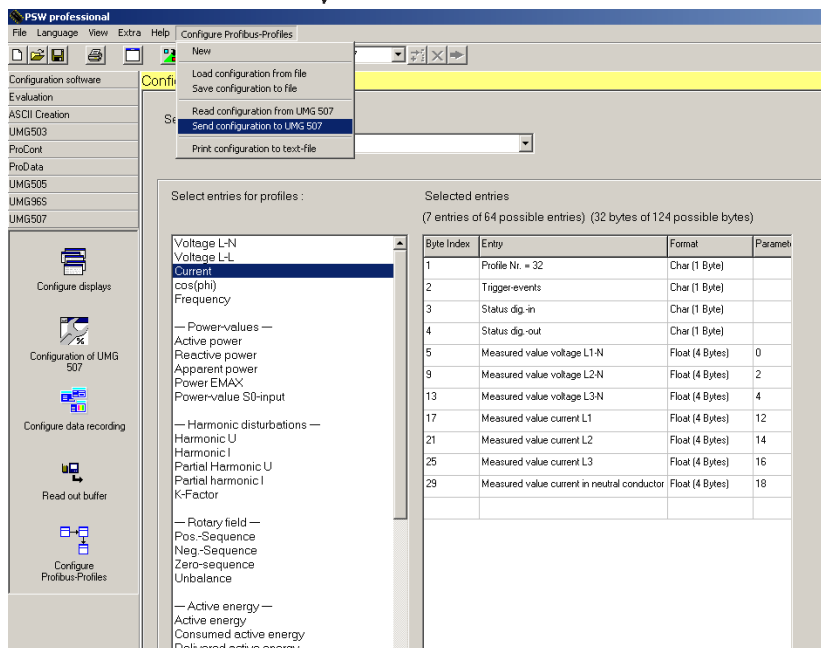 PSW professional
File Language View Extra Help Configure Profibus-Profiles
New
Load configuration from file
Save configuration to file
Read configuration from UMG 507
Send configuration to UMG 507
Print configuration to text-file
Configuration software
Evaluation
ASCII Creation
UMG503
ProCont
ProData
UMG505
UMG96S
UMG507
Configure displays
Configuration of UMG
507
Configure data recording
Read out buffer
Configure
Profibus-Profiles
Confi
Se
Select entries for profiles :
Voltage L-N
Voltage L-L
Current
cos(phi)
Frequency
— Power-values —
Active power
Reactive power
Apparent power
Power EMAX
Power-value S0-input
— Harmonic disturbations —
Harmonic U
Harmonic I
Partial Harmonic U
Partial harmonic I
K-Factor
— Rotary field —
Pos.-Sequence
Neg.-Sequence
Zero-sequence
Unbalance
— Active energy —
Active energy
Consumed active energy
Delivered active energy
Selected entries
(7 entries of 64 possible entries) (32 bytes of 124 possible bytes)
Byte Index Entry Format Paramet
1 Profile Nr. = 32 Char (1 Byte)
2 Trigger-events Char (1 Byte)
3 Status dig.-in Char (1 Byte)
4 Status dig.-out Char (1 Byte)
5 Measured value voltage L1-N Float (4 Bytes) 0
9 Measured value voltage L2-N Float (4 Bytes) 2
13 Measured value voltage L3-N Float (4 Bytes) 4
17 Measured value current L1 Float (4 Bytes) 12
21 Measured value current L2 Float (4 Bytes) 14
25 Measured value current L3 Float (4 Bytes) 16
29 Measured value current in neutral conductor Float (4 Bytes) 18